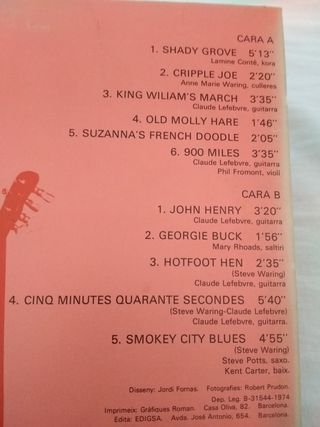 CARA A
1. SHADY GROVE 5'13''
Lamine Conté, kora
2. CRIPPLE JOE 2'20''
Anne Marie Waring, culleres
3. KING WILIAM'S MARCH 3'35''
Claude Lefebvre, guitarra
4. OLD MOLLY HARE 1'46''
5. SUZANNA'S FRENCH DOODLE 2'05''
6. 900 MILES 3'35''
Claude Lefebvre, guitarra
Phil Fromont, violí
CARA B
1. JOHN HENRY 3'20''
Claude Lefebvre, guitarra
2. GEORGIE BUCK 1'56''
Mary Rhoads, saltiri
3. HOTFOOT HEN 2'35''
(Steve Waring)
Claude Lefebvre, guitarra
4. CINQ MINUTES QUARANTE SECONDES 5'40''
(Steve Waring-Claude Lefebvre)
Claude Lefebvre, guitarra.
5. SMOKEY CITY BLUES 4'55''
(Steve Waring)
Steve Potts, saxo.
Kent Carter, baix.
Disseny: Jordi Fornas. Fotografies: Robert Prudon.
Dep. Leg. B-31544-1974
Imprimeix: Gràfiques Roman. Casa Oliva, 82. Barcelona.
Edita: EDIGSA. Avda. José Antonio, 654. Barcelona.